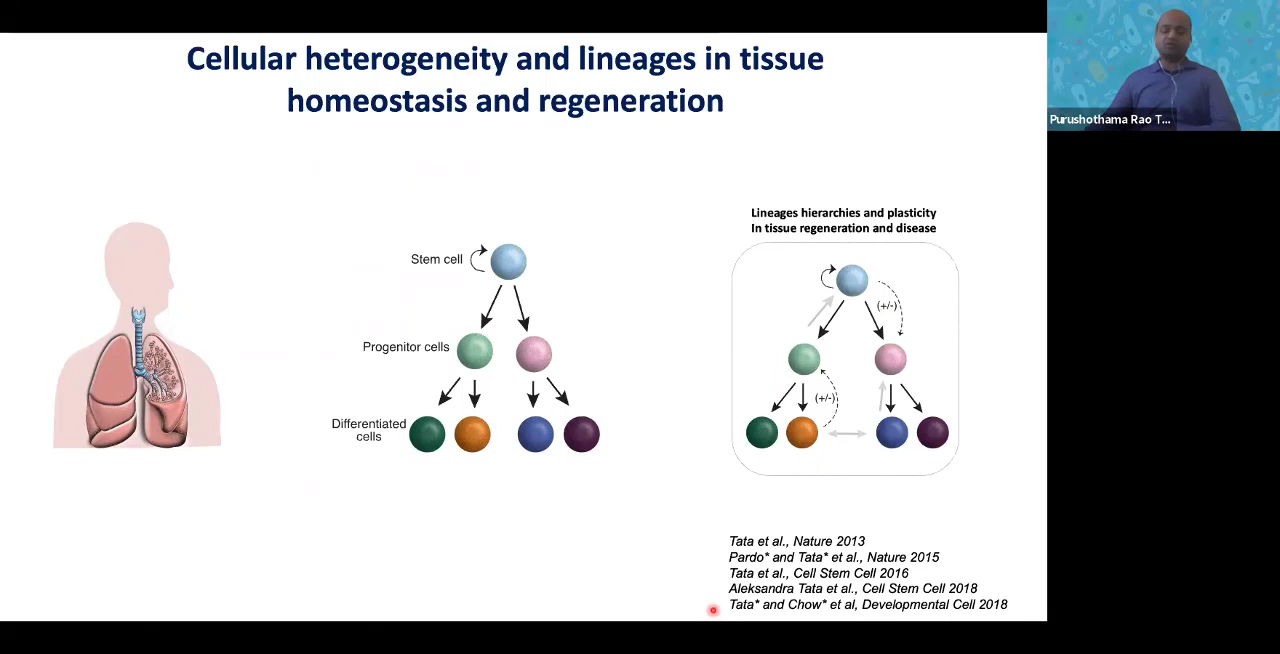 Cellular heterogeneity and lineages in tissue
homeostasis and regeneration
Purushothama Rao T...
Stem cell
Progenitor cells
Differentiated
cells
Lineages hierarchies and plasticity
In tissue regeneration and disease
(+/-)
(+/-)
Tata et al., Nature 2013
Pardo* and Tata* et al., Nature 2015
Tata et al., Cell Stem Cell 2016
Aleksandra Tata et al., Cell Stem Cell 2018
Tata* and Chow* et al, Developmental Cell 2018